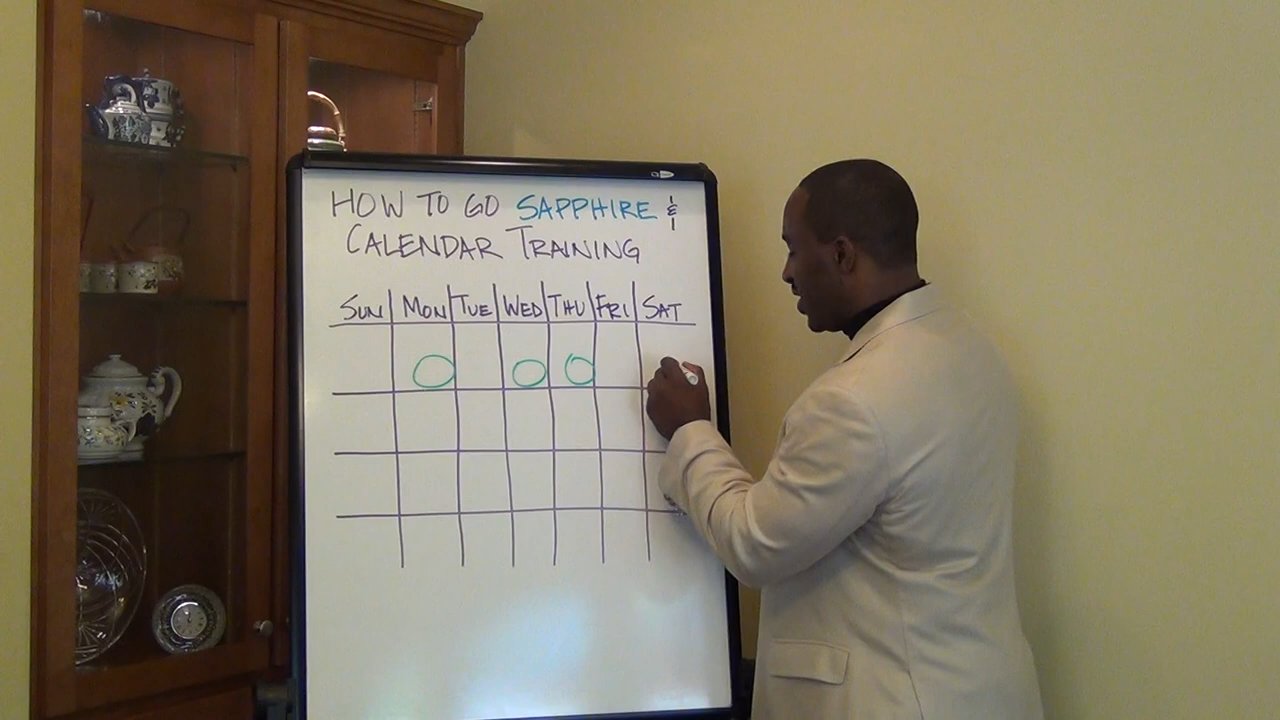 HOW TO GO SAPPHIRE &
CALENDAR TRAINING
SUN MON TUE WED THU FRI SAT